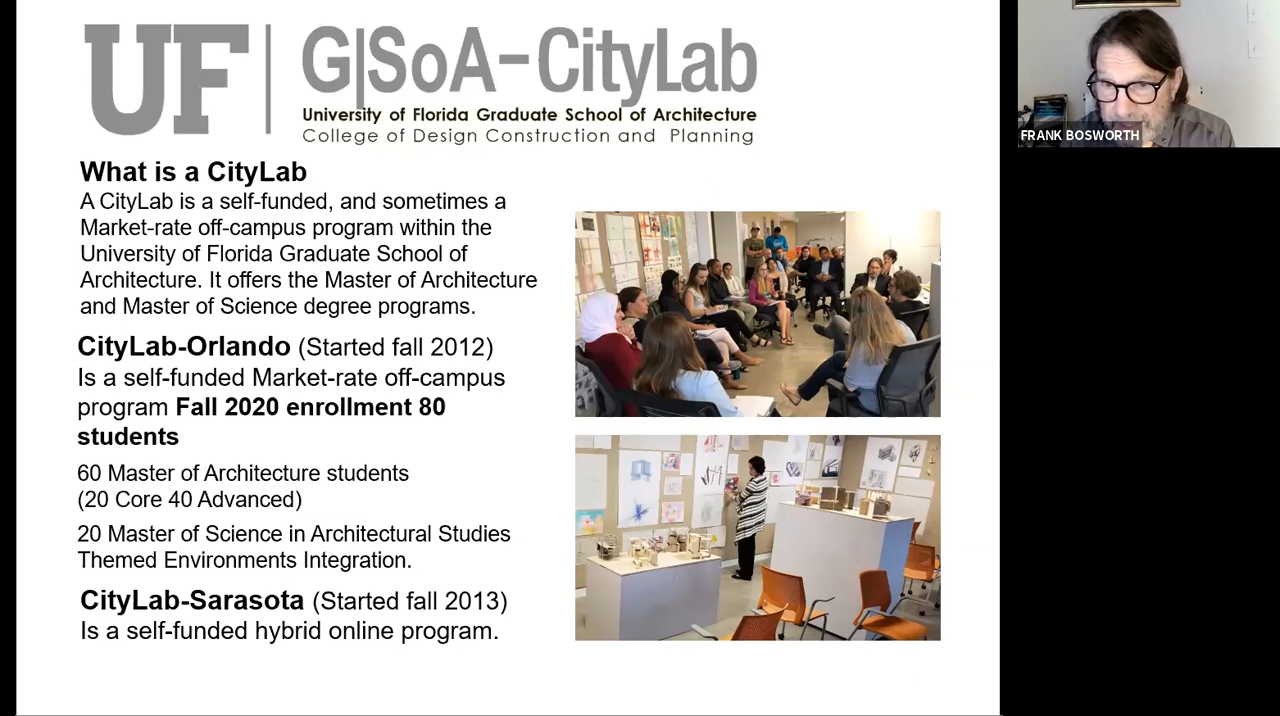 UF G|SoA-CityLab
University of Florida Graduate School of Architecture
College of Design Construction and Planning
What is a CityLab
A CityLab is a self-funded, and sometimes a
Market-rate off-campus program within the
University of Florida Graduate School of
Architecture. It offers the Master of Architecture
and Master of Science degree programs.
CityLab-Orlando (Started fall 2012)
Is a self-funded Market-rate off-campus
program Fall 2020 enrollment 80
students
60 Master of Architecture students
(20 Core 40 Advanced)
20 Master of Science in Architectural Studies
Themed Environments Integration.
CityLab-Sarasota (Started fall 2013)
Is a self-funded hybrid online program.
FRANK BOSWORTH